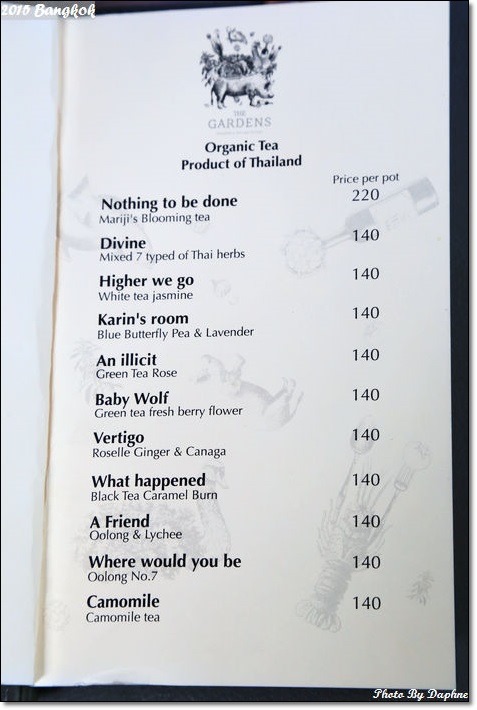 2015 Bangkok
THE
GARDENS
Organic Tea
Product of Thailand
Price per pot
Nothing to be done 220
Mariji's Blooming tea
Divine 140
Mixed 7 typed of Thai herbs
Higher we go 140
White tea jasmine
Karin's room 140
Blue Butterfly Pea & Lavender
An illicit 140
Green Tea Rose
Baby Wolf 140
Green tea fresh berry flower
Vertigo 140
Roselle Ginger & Canaga
What happened 140
Black Tea Caramel Burn
A Friend 140
Oolong & Lychee
Where would you be 140
Oolong No.7
Camomile 140
Camomile tea
Photo By Daphne